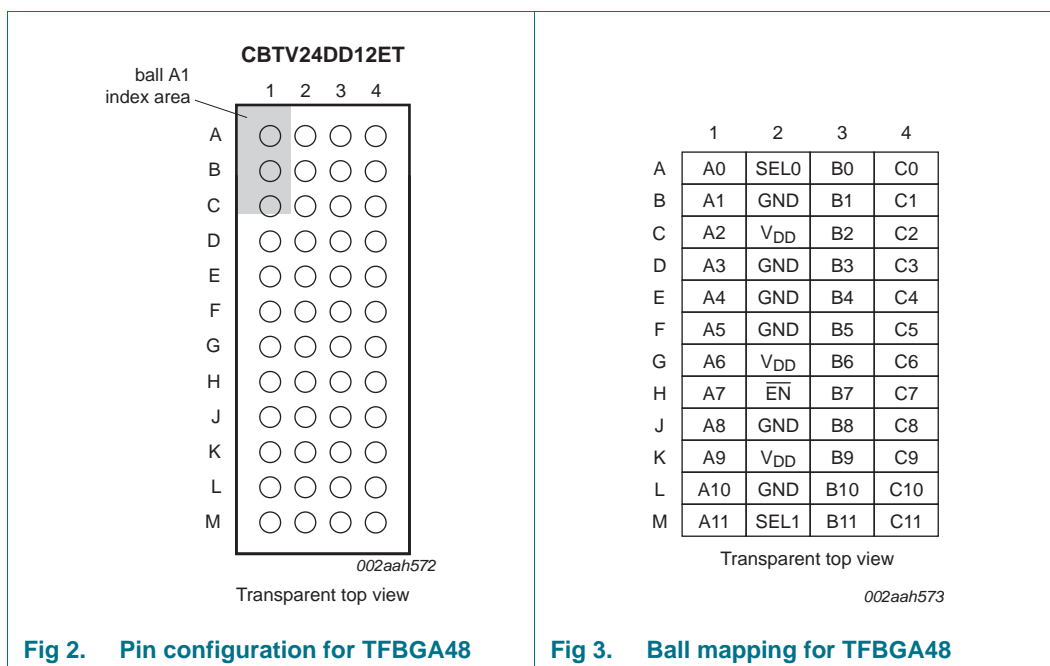 CBTV24DD12ET
ball A1
index area
1 2 3 4
A
B
C
D
E
F
G
H
J
K
L
M
002aah572
Transparent top view
Fig 2. Pin configuration for TFBGA48
1 2 3 4
A A0 SEL0 B0 C0
B A1 GND B1 C1
C A2 VDD B2 C2
D A3 GND B3 C3
E A4 GND B4 C4
F A5 GND B5 C5
G A6 VDD B6 C6
H A7 EN B7 C7
J A8 GND B8 C8
K A9 VDD B9 C9
L A10 GND B10 C10
M A11 SEL1 B11 C11
Transparent top view
002aah573
Fig 3. Ball mapping for TFBGA48